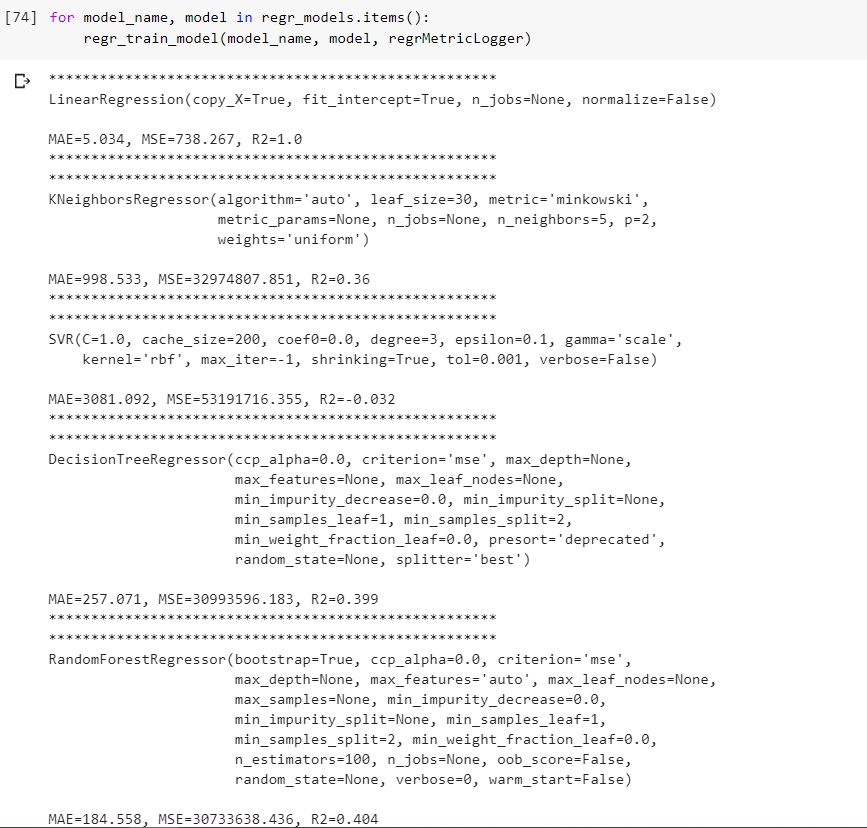 [74] for model_name, model in regr_models.items():
        regr_train_model(model_name, model, regrMetricLogger)
*****************************************************
LinearRegression(copy_X=True, fit_intercept=True, n_jobs=None, normalize=False)
MAE=5.034, MSE=738.267, R2=1.0
*****************************************************
*****************************************************
KNeighborsRegressor(algorithm='auto', leaf_size=30, metric='minkowski',
                    metric_params=None, n_jobs=None, n_neighbors=5, p=2,
                    weights='uniform')
MAE=998.533, MSE=32974807.851, R2=0.36
*****************************************************
*****************************************************
SVR(C=1.0, cache_size=200, coef0=0.0, degree=3, epsilon=0.1, gamma='scale',
    kernel='rbf', max_iter=-1, shrinking=True, tol=0.001, verbose=False)
MAE=3081.092, MSE=53191716.355, R2=-0.032
*****************************************************
*****************************************************
DecisionTreeRegressor(ccp_alpha=0.0, criterion='mse', max_depth=None,
                      max_features=None, max_leaf_nodes=None,
                      min_impurity_decrease=0.0, min_impurity_split=None,
                      min_samples_leaf=1, min_samples_split=2,
                      min_weight_fraction_leaf=0.0, presort='deprecated',
                      random_state=None, splitter='best')
MAE=257.071, MSE=30993596.183, R2=0.399
*****************************************************
*****************************************************
RandomForestRegressor(bootstrap=True, ccp_alpha=0.0, criterion='mse',
                      max_depth=None, max_features='auto', max_leaf_nodes=None,
                      max_samples=None, min_impurity_decrease=0.0,
                      min_impurity_split=None, min_samples_leaf=1,
                      min_samples_split=2, min_weight_fraction_leaf=0.0,
                      n_estimators=100, n_jobs=None, oob_score=False,
                      random_state=None, verbose=0, warm_start=False)
MAE=184.558, MSE=30733638.436, R2=0.404